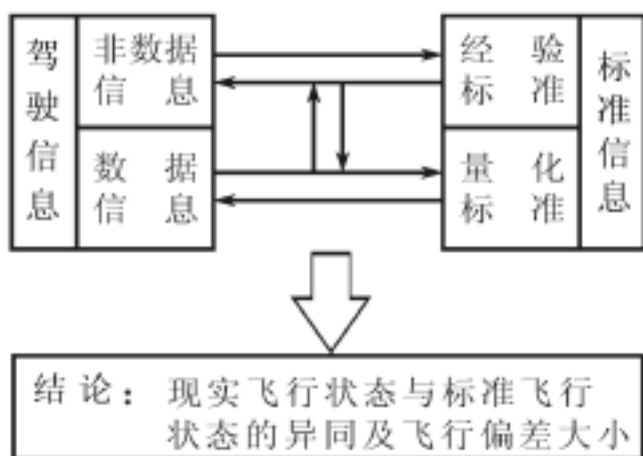 驾驶信息
非数据
信息
数据
信息
经验
标准
量化
标准
标准信息
结论：现实飞行状态与标准飞行
状态的异同及飞行偏差大小